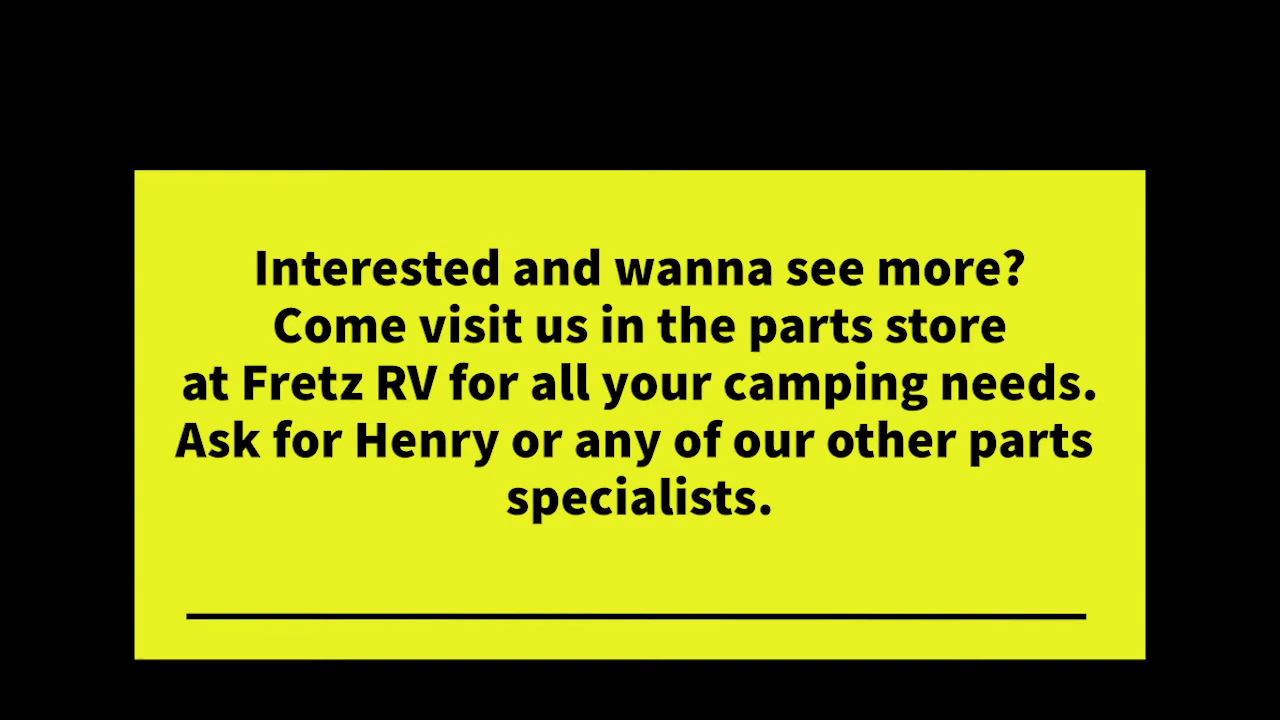 Interested and wanna see more?
Come visit us in the parts store
at Fretz RV for all your camping needs.
Ask for Henry or any of our other parts
specialists.